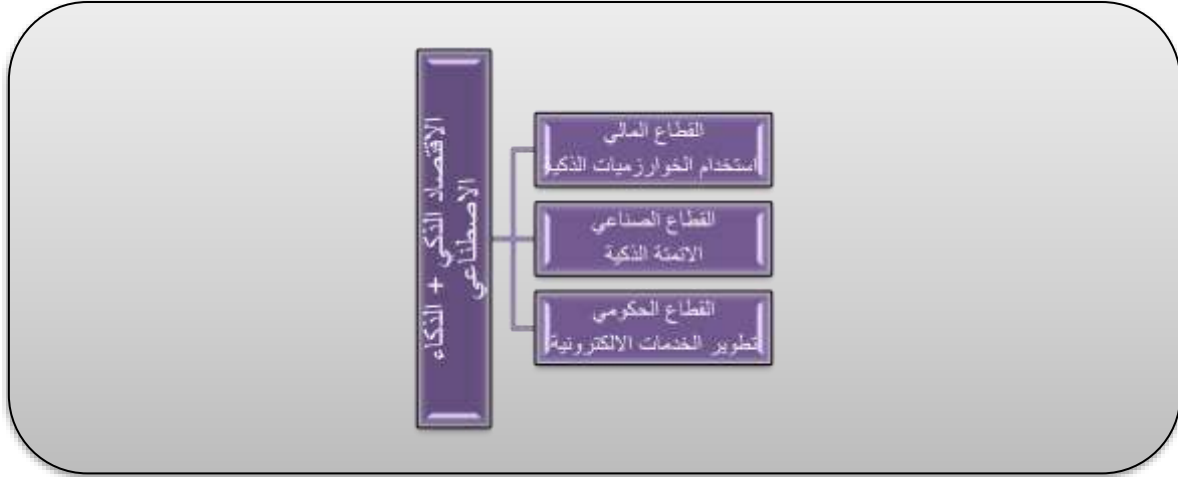 الاقتصاد الذكي + الذكاء
الاصطناعي
القطاع المالي
استخدام الخوارزميات الذكية
القطاع الصناعي
الاتمتة الذكية
القطاع الحكومي
تطوير الخدمات الالكترونية